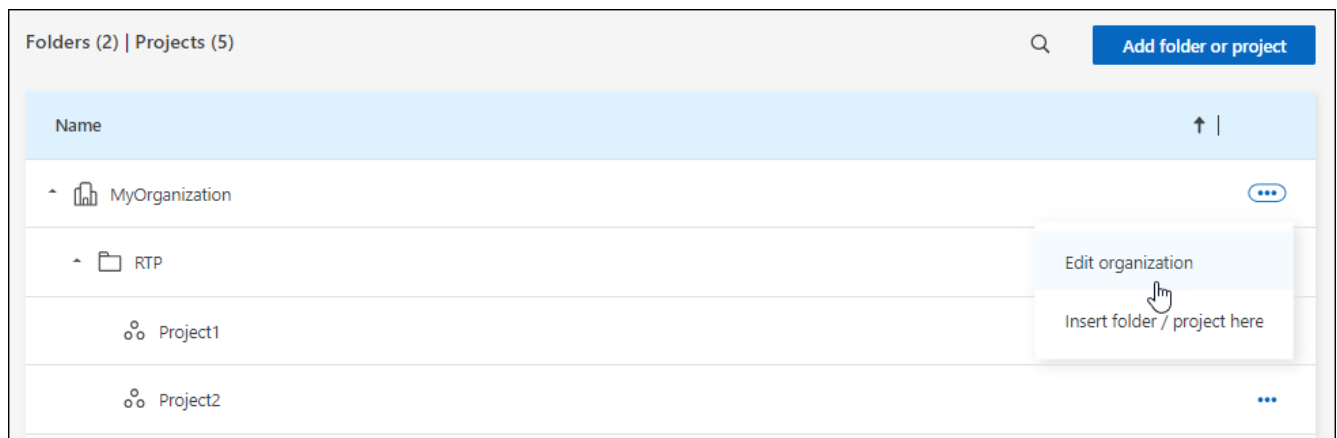 Folders (2) | Projects (5)
Add folder or project
Name
MyOrganization
RTP
Edit organization
Project1
Insert folder / project here
Project2